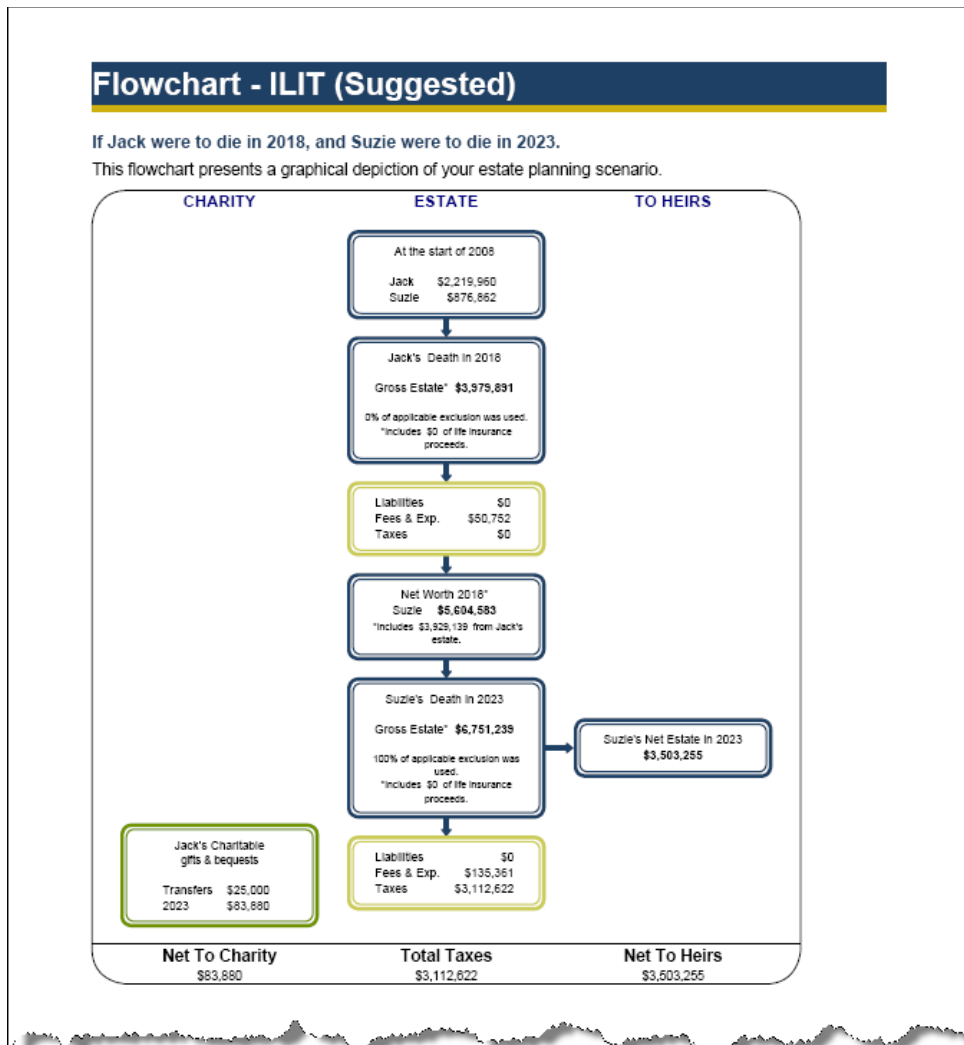 Flowchart - ILIT (Suggested)
If Jack were to die in 2018, and Suzie were to die in 2023.
This flowchart presents a graphical depiction of your estate planning scenario.
CHARITY ESTATE TO HEIRS
At the start of 2008
Jack $2,219,960
Suzie $876,862
Jack's Death in 2018
Gross Estate* $3,979,891
0% of applicable exclusion was used.
*Includes $0 of life insurance
proceeds.
Liabilities $0
Fees & Exp. $50,752
Taxes $0
Net Worth 2018*
Suzie $5,604,583
*Includes $3,929,139 from Jack's
estate.
Suzie's Death in 2023
Gross Estate* $6,751,239
100% of applicable exclusion was
used.
*Includes $0 of life insurance
proceeds.
Suzie's Net Estate in 2023
$3,503,255
Jack's Charitable
gifts & bequests
Transfers $25,000
2023 $83,880
Liabilities $0
Fees & Exp. $135,361
Taxes $3,112,622
Net To Charity Total Taxes Net To Heirs
$83,880 $3,112,622 $3,503,255